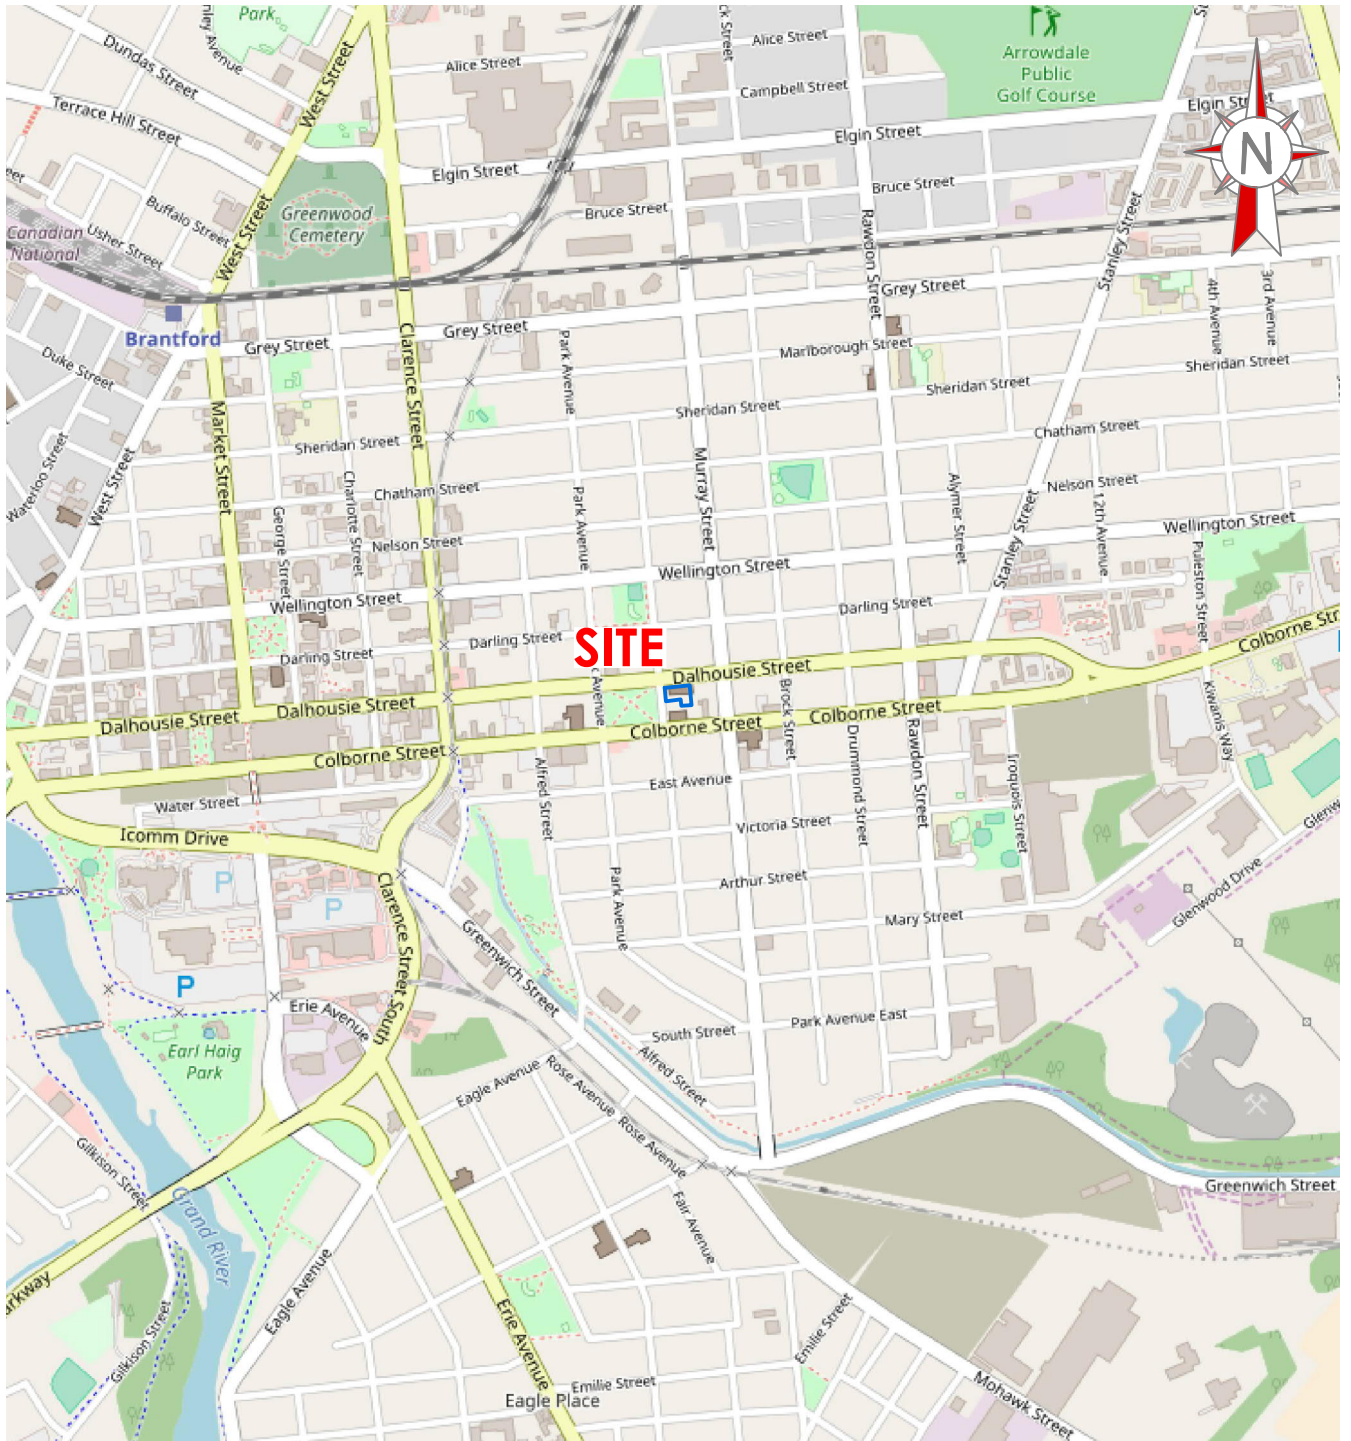 Park
Alice Street
Arrowdale
Public
Golf Course
Dundas Street
West Street
Alice Street
Campbell Street
Elgin Street
Terrace Hill Street
Elgin Street
Elgin Street
N
Bruce Street
Buffalo Street
Greenwood
Cemetery
Bruce Street
Rawdon Street
Stanley Street
Canadian
National
Usher Street
West Street
Grey Street
4th Avenue
3rd Avenue
Brantford
Grey Street
Grey Street
Clarence Street
Park Avenue
Marlborough Street
Duke Street
Sheridan Street
Sheridan Street
Sheridan Street
Market Street
Sheridan Street
Chatham Street
Waterloo Street
West Street
Charlotte Street
Chatham Street
Park Avenue
Murray Street
Alymer Street
Nelson Street
12th Avenue
Stanley Street
George Street
Nelson Street
Wellington Street
Wellington Street
Wellington Street
Puleston Street
Darling Street
Darling Street
Darling Street
SITE
Dalhousie Street
Colborne Str
Dalhousie Street
Dalhousie Street
Avenue
Brock Street
Kiwanis Way
Colborne Street
Colborne Street
Colborne Street
Drummond Street
Rawdon Street
Iroquois Street
Alfred Street
East Avenue
Water Street
Victoria Street
Icomm Drive
Glenw
P
P
Clarence Street South
Park Avenue
Arthur Street
Mary Street
Glenwood Drive
Greenwich Street
P
Erie Avenue
South Street
Park Avenue East
Earl Haig
Park
Eagle Avenue
Rose Avenue
Alfred Street
Rose Avenue
Gilkison Street
Grand River
Fair Avenue
Greenwich Street
arkway
Eagle Avenue
Gilkison Street
Erie Avenue
Emilie Street
Emilie Street
Eagle Place
Mohawk Street